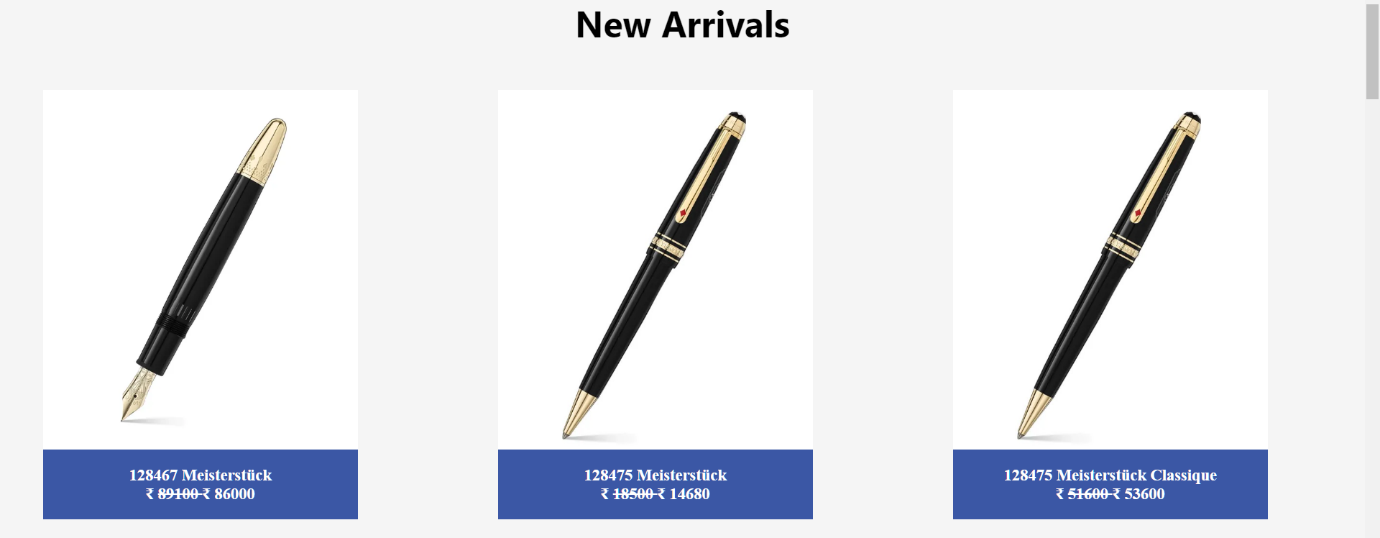 New Arrivals
128467 Meisterstück
₹ 89100 ₹ 86000
128475 Meisterstück
₹ 18500 ₹ 14680
128475 Meisterstück Classique
₹ 51600 ₹ 53600